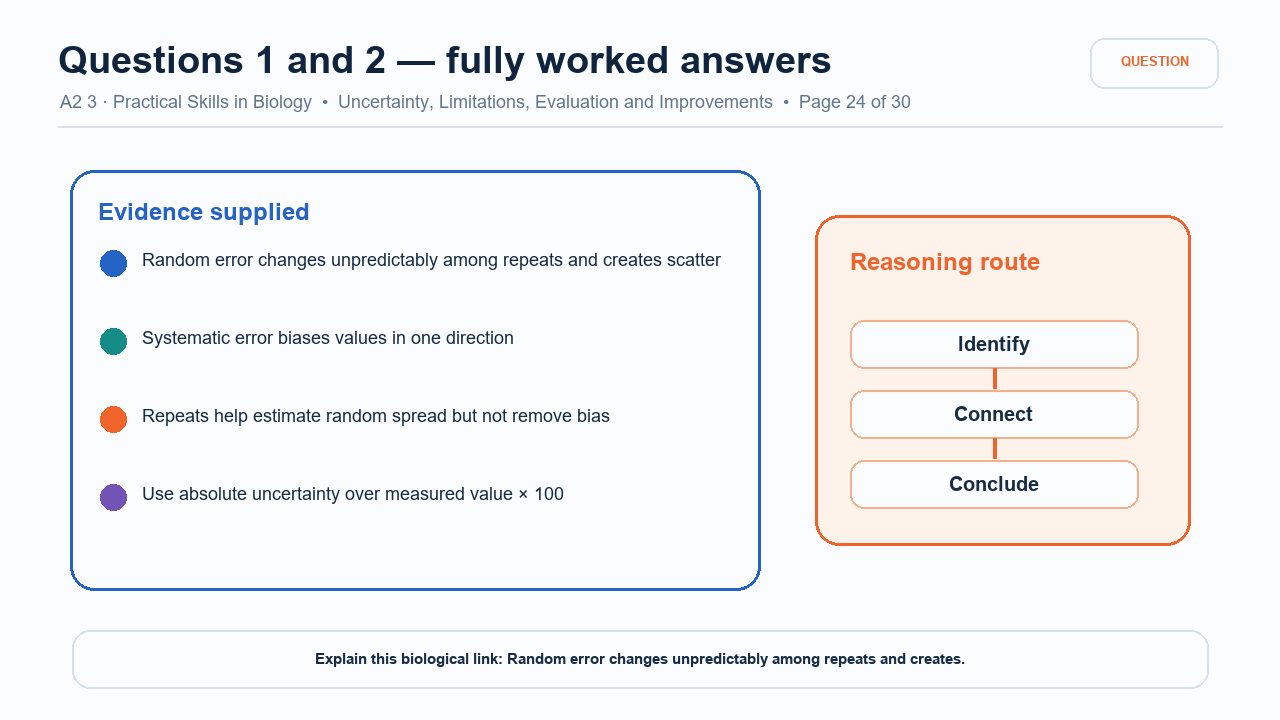 Questions 1 and 2 — fully worked answers
QUESTION
A2 3 · Practical Skills in Biology • Uncertainty, Limitations, Evaluation and Improvements • Page 24 of 30
Evidence supplied
Random error changes unpredictably among repeats and creates scatter
Systematic error biases values in one direction
Repeats help estimate random spread but not remove bias
Use absolute uncertainty over measured value × 100
Reasoning route
Identify
Connect
Conclude
Explain this biological link: Random error changes unpredictably among repeats and creates.